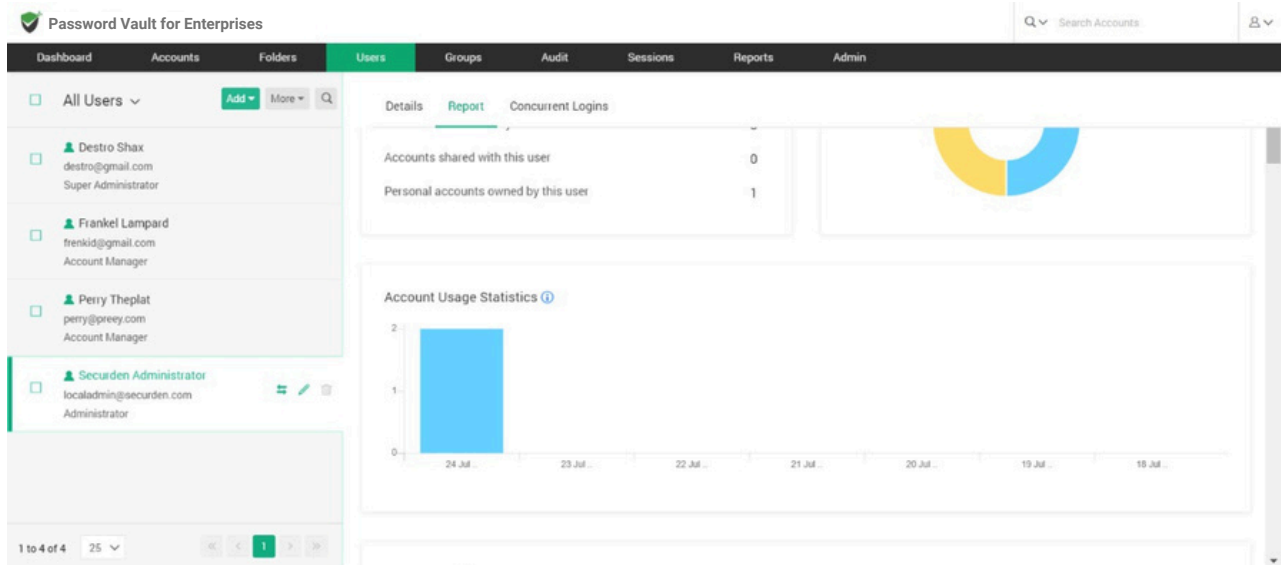 Password Vault for Enterprises
Search Accounts
Dashboard Accounts Folders Users Groups Audit Sessions Reports Admin
All Users Add More
Details Report Concurrent Logins
Destro Shax
destro@gmail.com
Super Administrator
Accounts shared with this user 0
Personal accounts owned by this user 1
Frankel Lampard
frenkid@gmail.com
Account Manager
Perry Theplat
perry@preey.com
Account Manager
Securden Administrator
localadmin@securden.com
Administrator
Account Usage Statistics
2
1
0
24 Jul .. 23 Jul .. 22 Jul .. 21 Jul .. 20 Jul .. 19 Jul .. 18 Jul ..
1 to 4 of 4 25 « < 1 > »